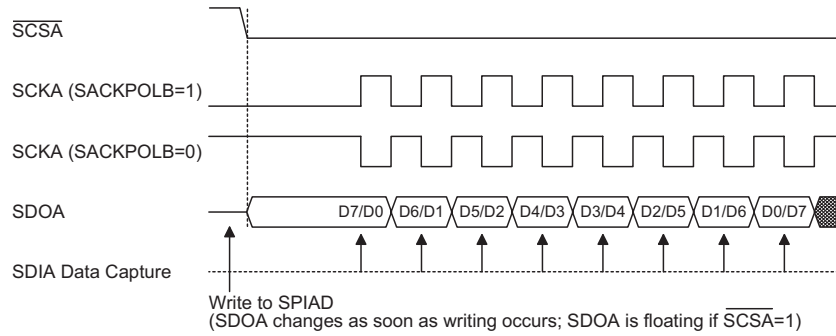 SCSA
SCKA (SACKPOLB=1)
SCKA (SACKPOLB=0)
SDOA D7/D0 D6/D1 D5/D2 D4/D3 D3/D4 D2/D5 D1/D6 D0/D7
SDIA Data Capture
Write to SPIAD
(SDOA changes as soon as writing occurs; SDOA is floating if SCSA=1)